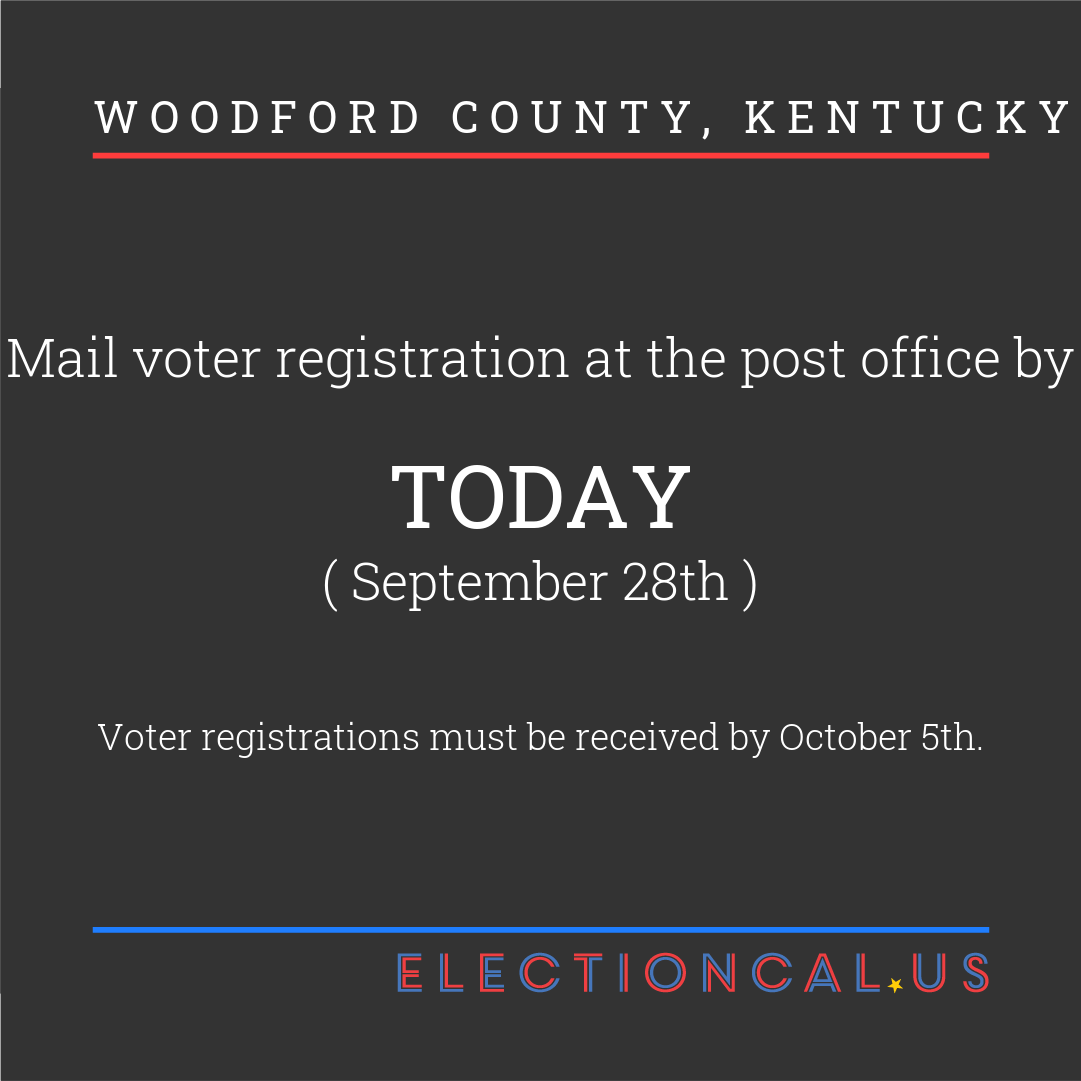 WOODFORD COUNTY, KENTUCKY
Mail voter registration at the post office by
TODAY
( September 28th )
Voter registrations must be received by October 5th.
ELECTIONCAL.US